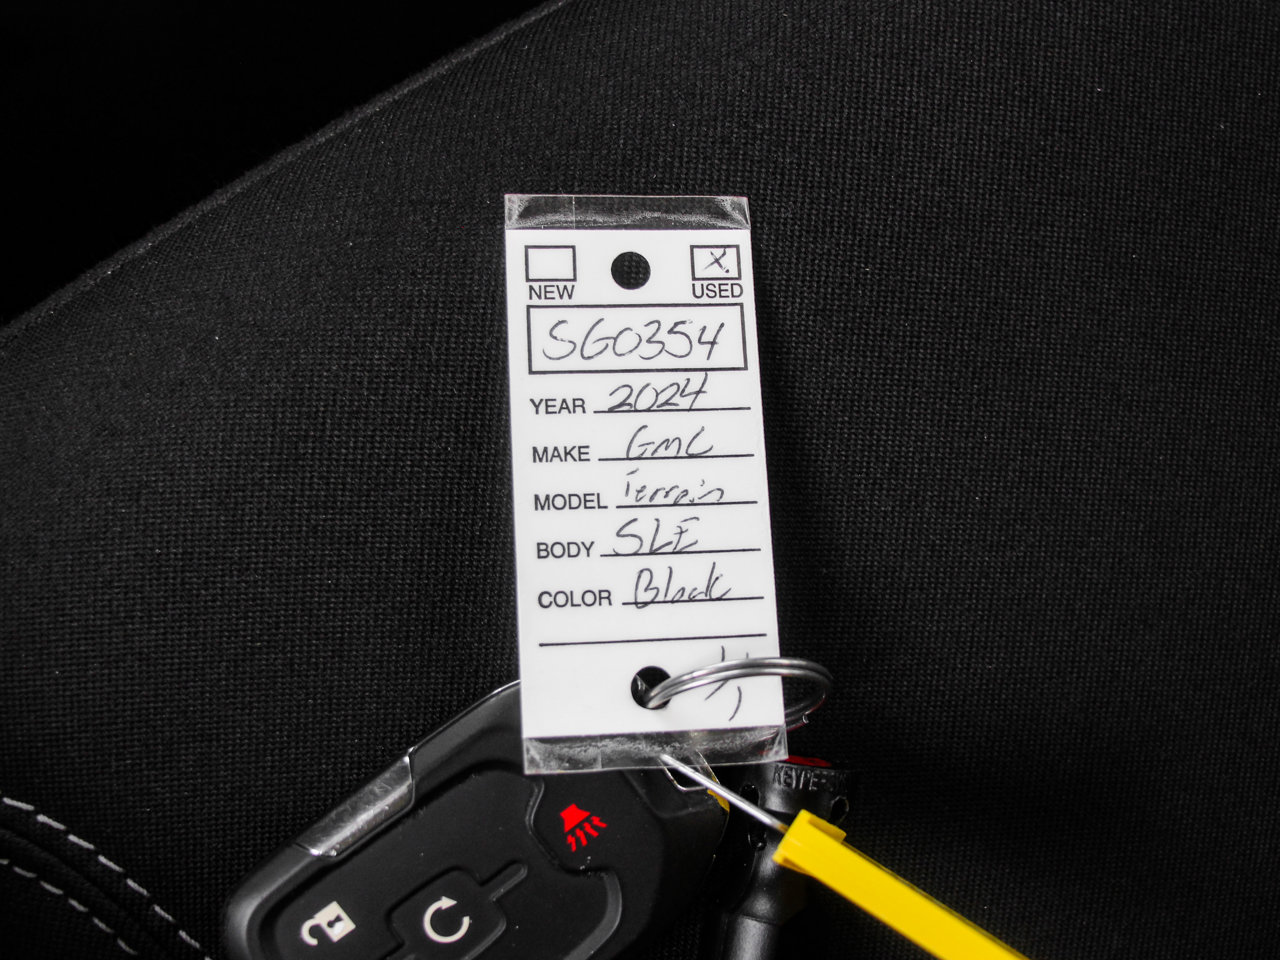 NEW X USED
SG0354
YEAR 2024
MAKE GMC
MODEL Terrain
BODY SLE
COLOR Black